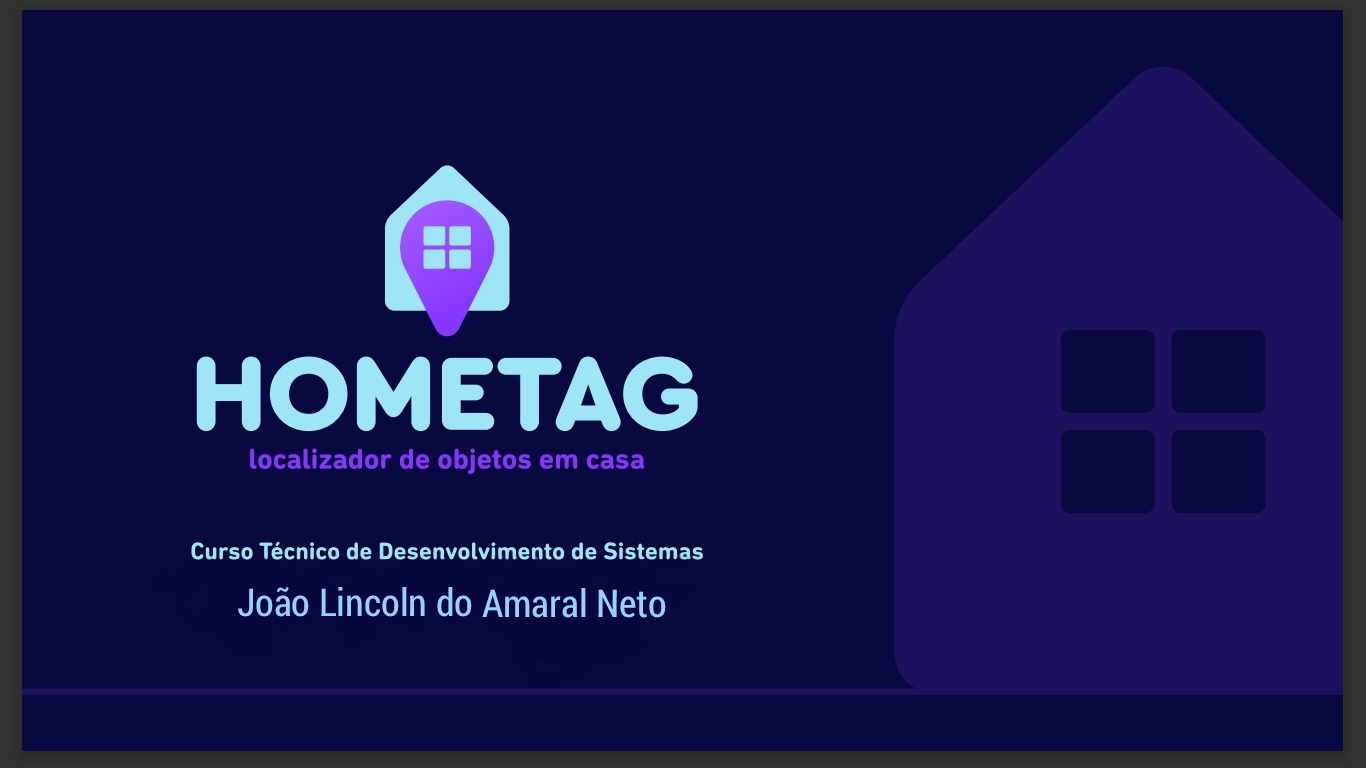 HOMETAG
localizador de objetos em casa
Curso Técnico de Desenvolvimento de Sistemas
João Lincoln do Amaral Neto